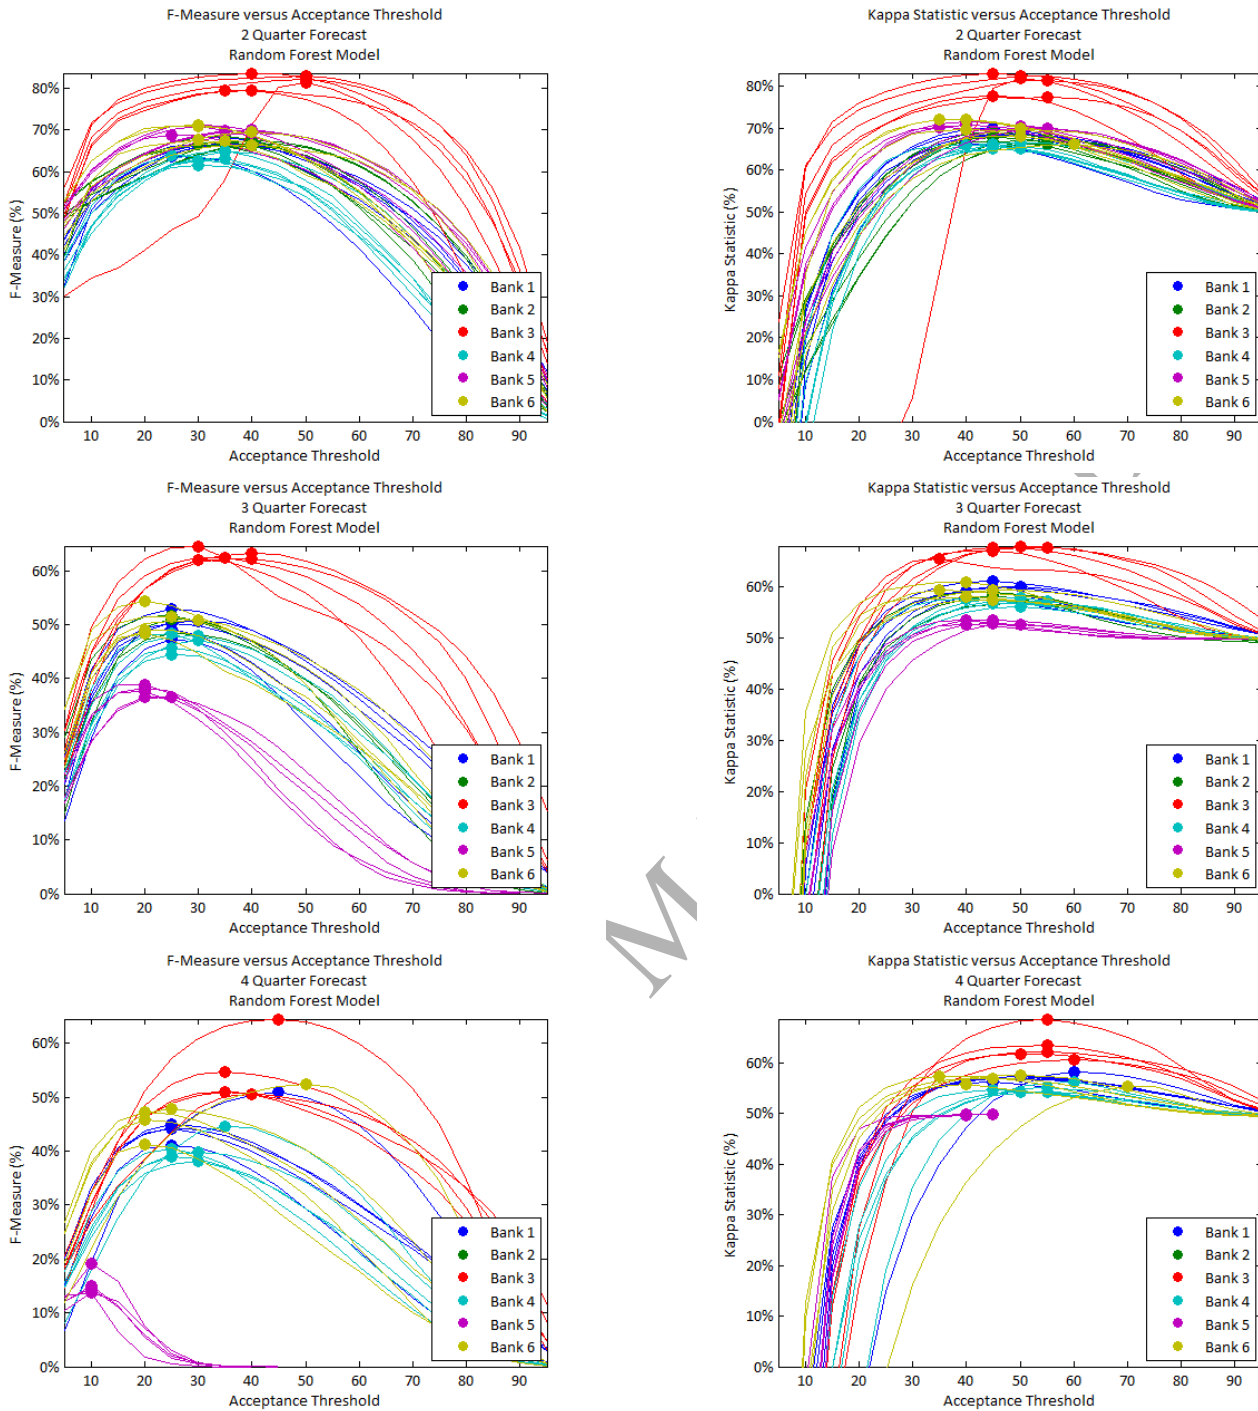 F-Measure versus Acceptance Threshold
2 Quarter Forecast
Random Forest Model
80%
70%
60%
50%
40%
30%
20%
10%
0%
F-Measure (%)
10 20 30 40 50 60 70 80 90
Acceptance Threshold
Bank 1
Bank 2
Bank 3
Bank 4
Bank 5
Bank 6
Kappa Statistic versus Acceptance Threshold
2 Quarter Forecast
Random Forest Model
80%
70%
60%
50%
40%
30%
20%
10%
0%
Kappa Statistic (%)
10 20 30 40 50 60 70 80 90
Acceptance Threshold
Bank 1
Bank 2
Bank 3
Bank 4
Bank 5
Bank 6
F-Measure versus Acceptance Threshold
3 Quarter Forecast
Random Forest Model
60%
50%
40%
30%
20%
10%
0%
F-Measure (%)
10 20 30 40 50 60 70 80 90
Acceptance Threshold
Bank 1
Bank 2
Bank 3
Bank 4
Bank 5
Bank 6
Kappa Statistic versus Acceptance Threshold
3 Quarter Forecast
Random Forest Model
60%
50%
40%
30%
20%
10%
0%
Kappa Statistic (%)
10 20 30 40 50 60 70 80 90
Acceptance Threshold
Bank 1
Bank 2
Bank 3
Bank 4
Bank 5
Bank 6
M
F-Measure versus Acceptance Threshold
4 Quarter Forecast
Random Forest Model
60%
50%
40%
30%
20%
10%
0%
F-Measure (%)
10 20 30 40 50 60 70 80 90
Acceptance Threshold
Bank 1
Bank 2
Bank 3
Bank 4
Bank 5
Bank 6
Kappa Statistic versus Acceptance Threshold
4 Quarter Forecast
Random Forest Model
60%
50%
40%
30%
20%
10%
0%
Kappa Statistic (%)
10 20 30 40 50 60 70 80 90
Acceptance Threshold
Bank 1
Bank 2
Bank 3
Bank 4
Bank 5
Bank 6